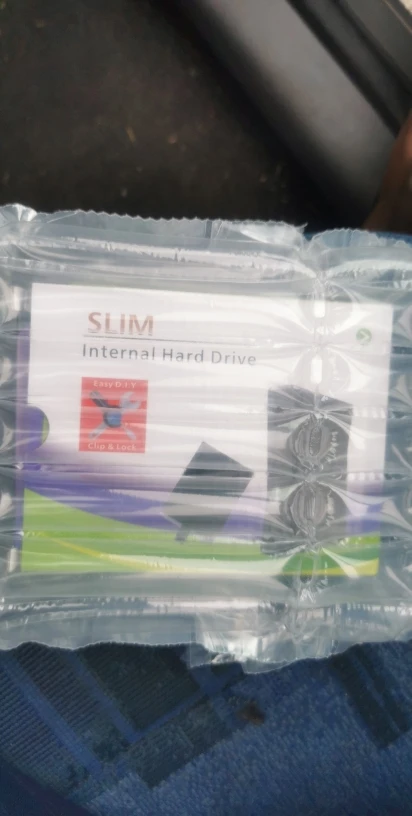 SLIM
Internal Hard Drive
Easy D.I.Y
Clip & Lock